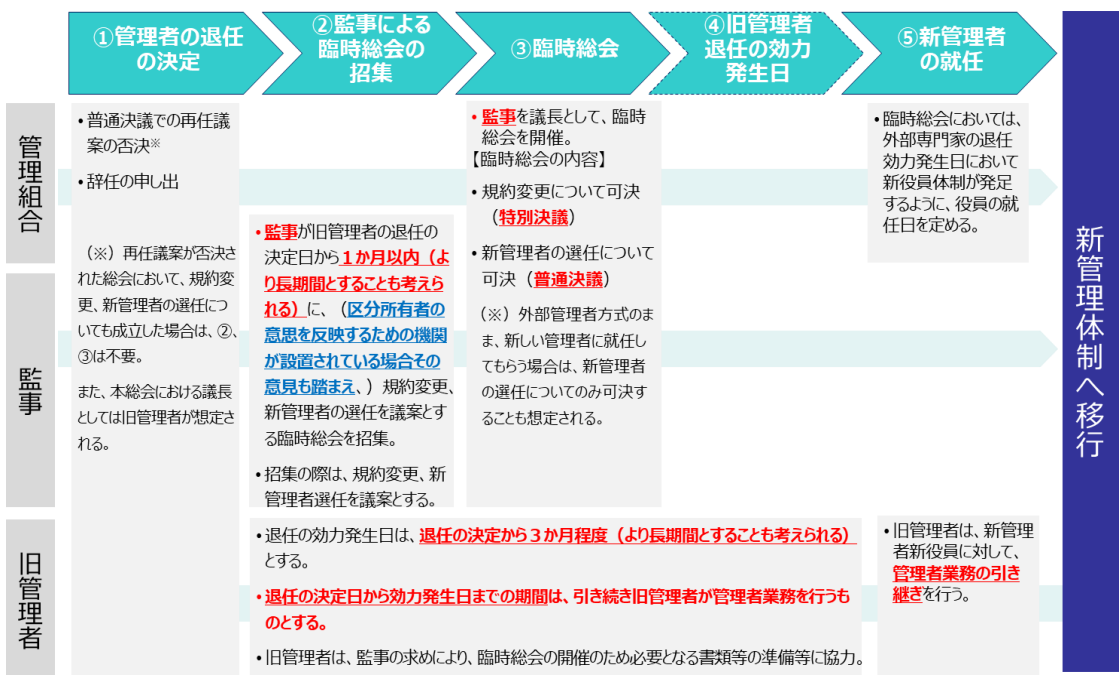 ①管理者の退任
の決定
②監事による
臨時総会の
招集
③臨時総会
④旧管理者
退任の効力
発生日
⑤新管理者
の就任
管理組合
監事
旧管理者
• 普通決議での再任議
案の否決※
• 辞任の申し出
（※）再任議案が否決さ
れた総会において、規約変
更、新管理者の選任につ
いても成立した場合は、②、
③は不要。
また、本総会における議長
としては旧管理者が想定さ
れる。
• 監事が旧管理者の退任の
決定日から１か月以内（よ
り長期間とすることも考えら
れる）に、（区分所有者の
意思を反映するための機関
が設置されている場合その
意見も踏まえ、）規約変更、
新管理者の選任を議案とす
る臨時総会を招集。
• 招集の際は、規約変更、新
管理者選任を議案とする。
• 監事を議長として、臨時
総会を開催。
【臨時総会の内容】
• 規約変更について可決
（特別決議）
• 新管理者の選任について
可決（普通決議）
（※）外部管理者方式のま
ま、新しい管理者に就任し
てもらう場合は、新管理者
の選任についてのみ可決す
ることも想定される。
• 臨時総会においては、
外部専門家の退任
効力発生日において
新役員体制が発足
するように、役員の就
任日を定める。
• 退任の効力発生日は、退任の決定から３か月程度（より長期間とすることも考えられる）
とする。
• 退任の決定日から効力発生日までの期間は、引き続き旧管理者が管理者業務を行うも
のとする。
• 旧管理者は、監事の求めにより、臨時総会の開催のため必要となる書類等の準備等に協力。
• 旧管理者は、新管理
者新役員に対して、
管理者業務の引き
継ぎを行う。
新管理体制へ移行